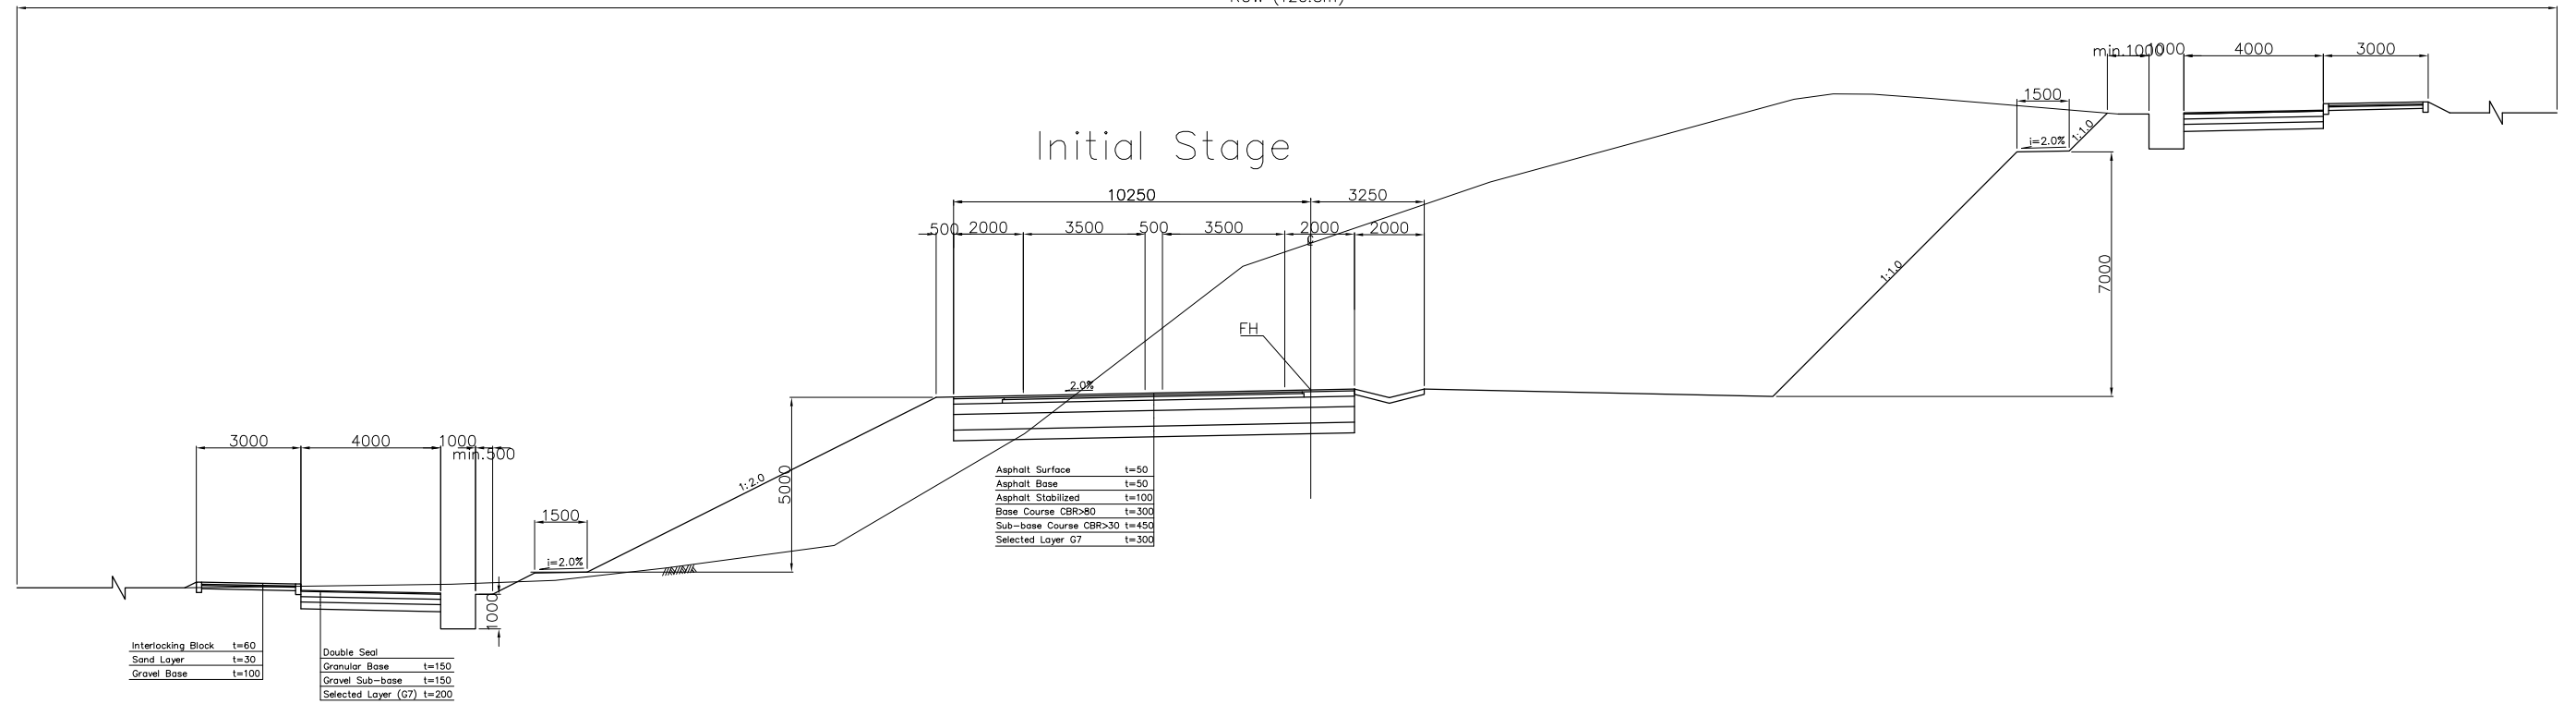 min.1000 1000 4000 3000
1500
i=2.0%
1:1.0
Initial Stage
10250 3250
500 2000 3500 500 3500 2000 2000
℄
1:1.0
7000
FH
2.0%
3000 4000 1000
min.500
1:2.0
5000
1500
i=2.0%
1000
Asphalt Surface t=50
Asphalt Base t=50
Asphalt Stabilized t=100
Base Course CBR>80 t=300
Sub-base Course CBR>30 t=450
Selected Layer G7 t=300
Interlocking Block t=60
Sand Layer t=30
Gravel Base t=100
Double Seal
Granular Base t=150
Gravel Sub-base t=150
Selected Layer (G7) t=200